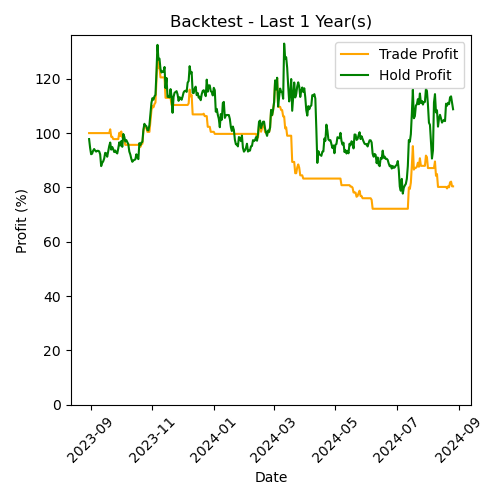 Backtest - Last 1 Year(s)
Trade Profit
Hold Profit
Profit (%)
120
100
80
60
40
20
0
2023-09
2023-11
2024-01
2024-03
2024-05
2024-07
2024-09
Date